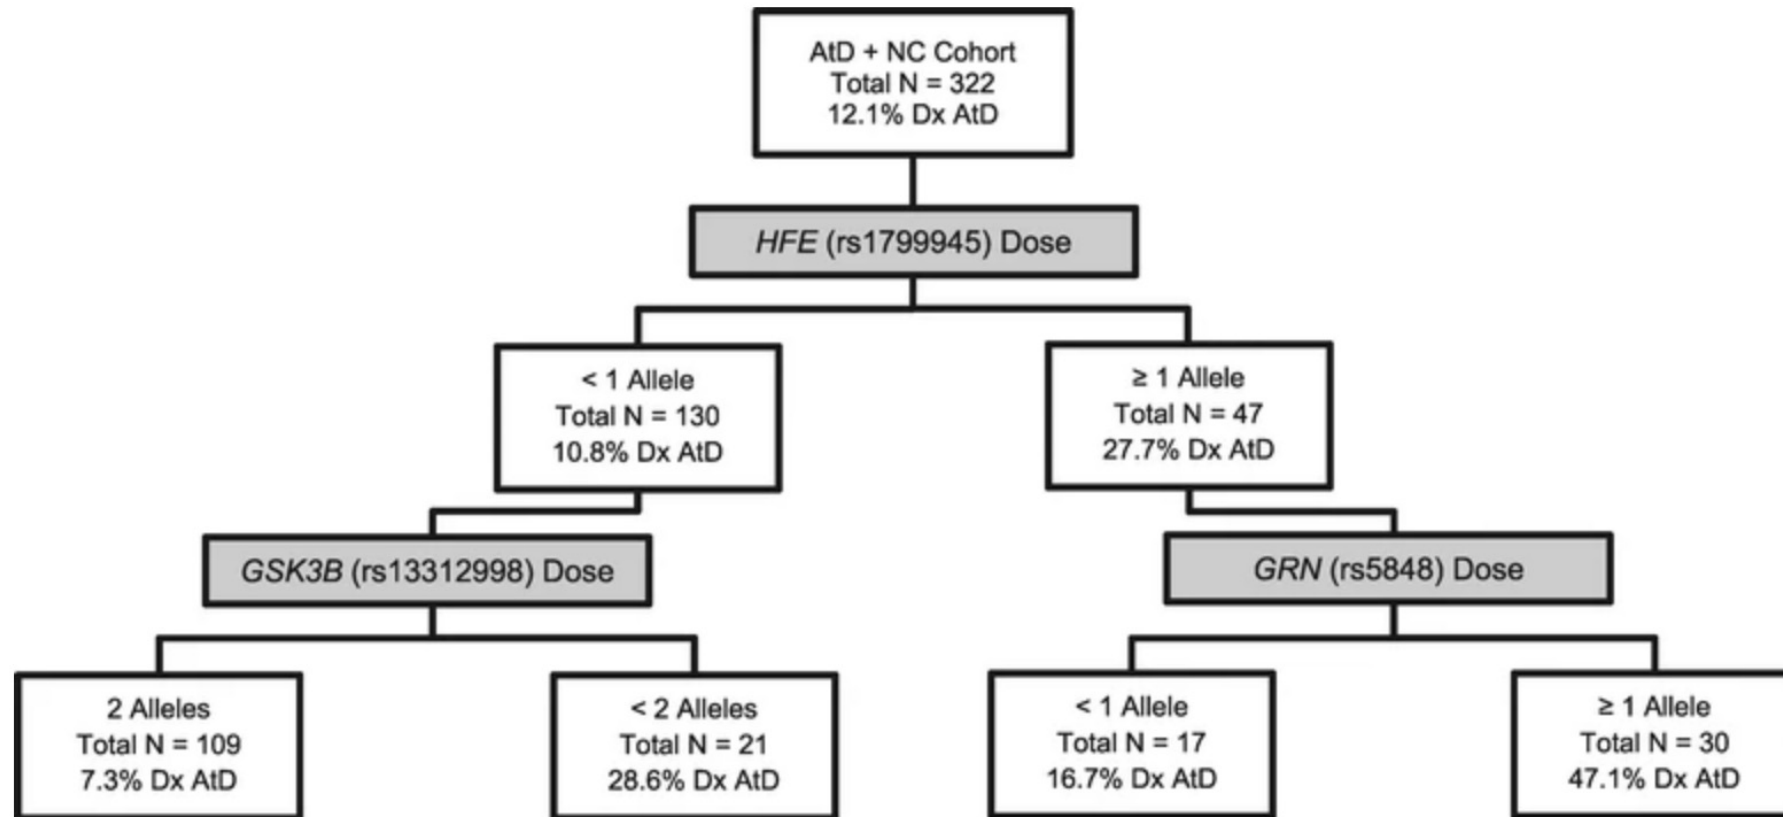 AtD + NC Cohort
Total N = 322
12.1% Dx AtD
HFE (rs1799945) Dose
< 1 Allele
Total N = 130
10.8% Dx AtD
≥ 1 Allele
Total N = 47
27.7% Dx AtD
GSK3B (rs13312998) Dose
GRN (rs5848) Dose
2 Alleles
Total N = 109
7.3% Dx AtD
< 2 Alleles
Total N = 21
28.6% Dx AtD
< 1 Allele
Total N = 17
16.7% Dx AtD
≥ 1 Allele
Total N = 30
47.1% Dx AtD